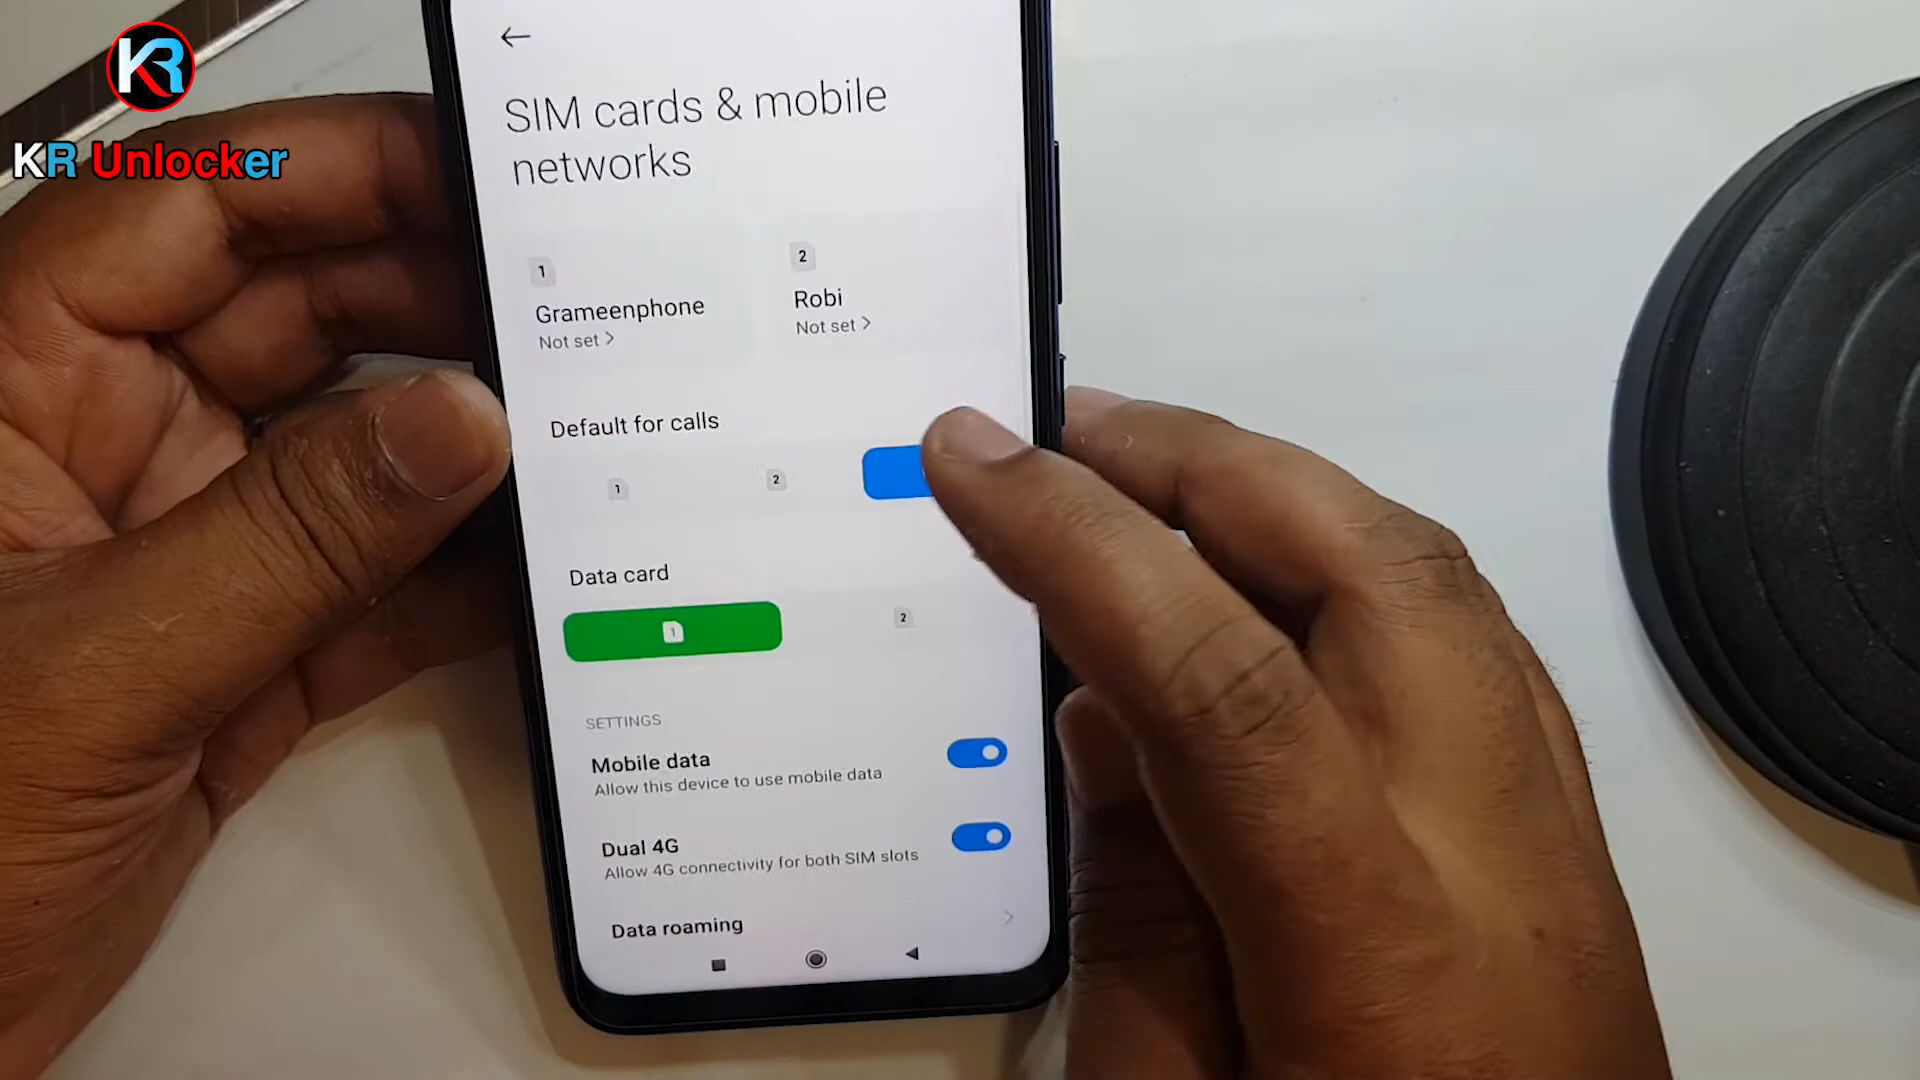 KR
KR Unlocker
SIM cards & mobile
networks
1
Grameenphone
Not set >
2
Robi
Not set >
Default for calls
1
2
Data card
1
2
SETTINGS
Mobile data
Allow this device to use mobile data
Dual 4G
Allow 4G connectivity for both SIM slots
Data roaming